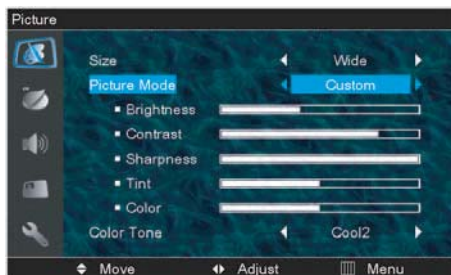 Picture
Size Wide
Picture Mode Custom
Brightness
Contrast
Sharpness
Tint
Color
Color Tone Cool2
Move Adjust Menu